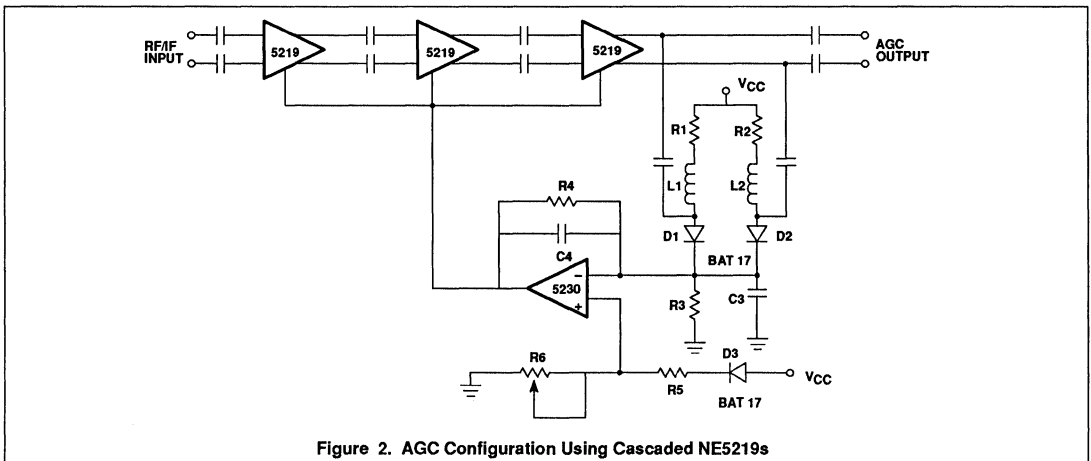 RF/IF
INPUT
5219
5219
5219
AGC
OUTPUT
VCC
R1
R2
L1
L2
R4
C4
D1
D2
BAT 17
5230
−
+
R3
C3
R6
R5
D3
VCC
BAT 17
Figure 2. AGC Configuration Using Cascaded NE5219s